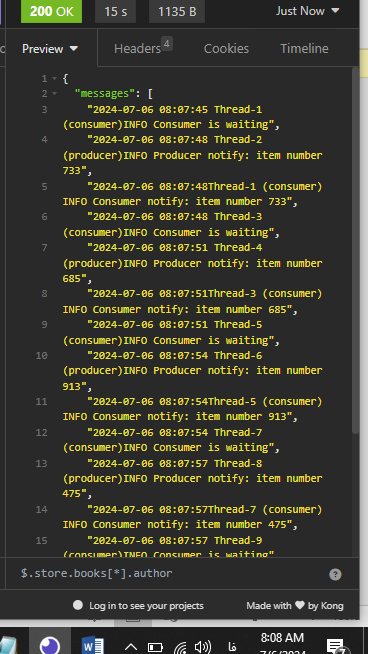 200 OK 15 s 1135 B Just Now
Preview Headers 4 Cookies Timeline
1 {
2 "messages": [
3 "2024-07-06 08:07:45 Thread-1
(consumer)INFO Consumer is waiting",
4 "2024-07-06 08:07:48 Thread-2
(producer)INFO Producer notify: item number
733",
5 "2024-07-06 08:07:48Thread-1 (consumer)
INFO Consumer notify: item number 733",
6 "2024-07-06 08:07:48 Thread-3
(consumer)INFO Consumer is waiting",
7 "2024-07-06 08:07:51 Thread-4
(producer)INFO Producer notify: item number
685",
8 "2024-07-06 08:07:51Thread-3 (consumer)
INFO Consumer notify: item number 685",
9 "2024-07-06 08:07:51 Thread-5
(consumer)INFO Consumer is waiting",
10 "2024-07-06 08:07:54 Thread-6
(producer)INFO Producer notify: item number
913",
11 "2024-07-06 08:07:54Thread-5 (consumer)
INFO Consumer notify: item number 913",
12 "2024-07-06 08:07:54 Thread-7
(consumer)INFO Consumer is waiting",
13 "2024-07-06 08:07:57 Thread-8
(producer)INFO Producer notify: item number
475",
14 "2024-07-06 08:07:57Thread-7 (consumer)
INFO Consumer notify: item number 475",
15 "2024-07-06 08:07:57 Thread-9
(consumer)INFO Consumer is waiting"
$.store.books[*].author
Log in to see your projects Made with ♥ by Kong
فا 8:08 AM
7